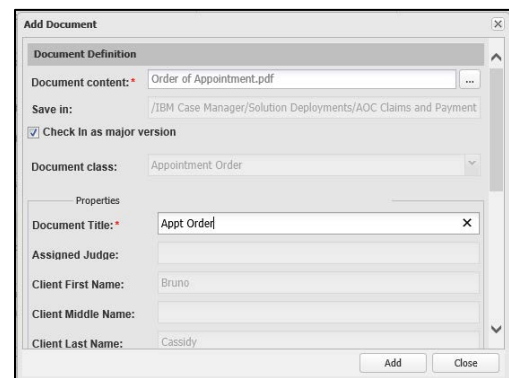 Add Document
Document Definition
Document content:* Order of Appointment.pdf ...
Save in: /IBM Case Manager/Solution Deployments/AOC Claims and Payment
Check In as major version
Document class: Appointment Order
Properties
Document Title:* Appt Order
Assigned Judge:
Client First Name: Bruno
Client Middle Name:
Client Last Name: Cassidy
Add Close